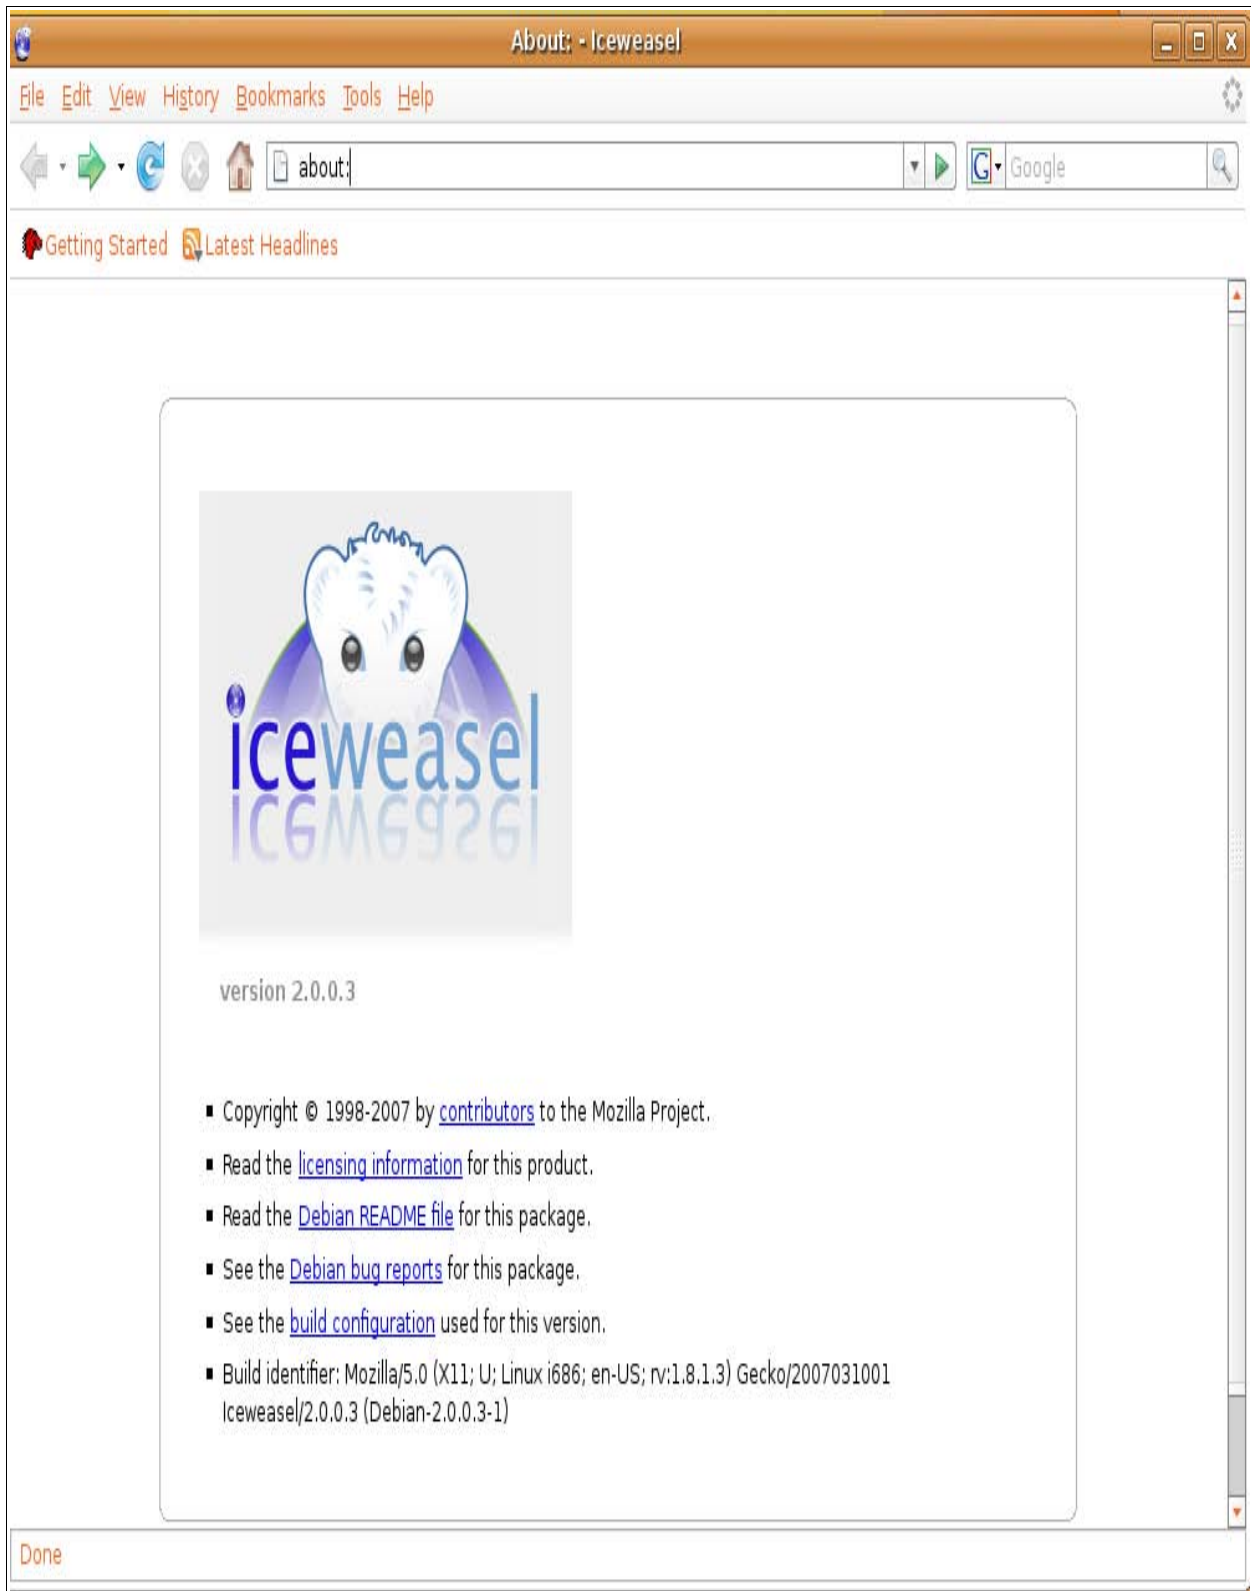 About: - Iceweasel
File Edit View History Bookmarks Tools Help
about: G Google
Getting Started Latest Headlines
iceweasel
version 2.0.0.3
Copyright © 1998-2007 by contributors to the Mozilla Project.
Read the licensing information for this product.
Read the Debian README file for this package.
See the Debian bug reports for this package.
See the build configuration used for this version.
Build identifier: Mozilla/5.0 (X11; U; Linux i686; en-US; rv:1.8.1.3) Gecko/2007031001
Iceweasel/2.0.0.3 (Debian-2.0.0.3-1)
Done